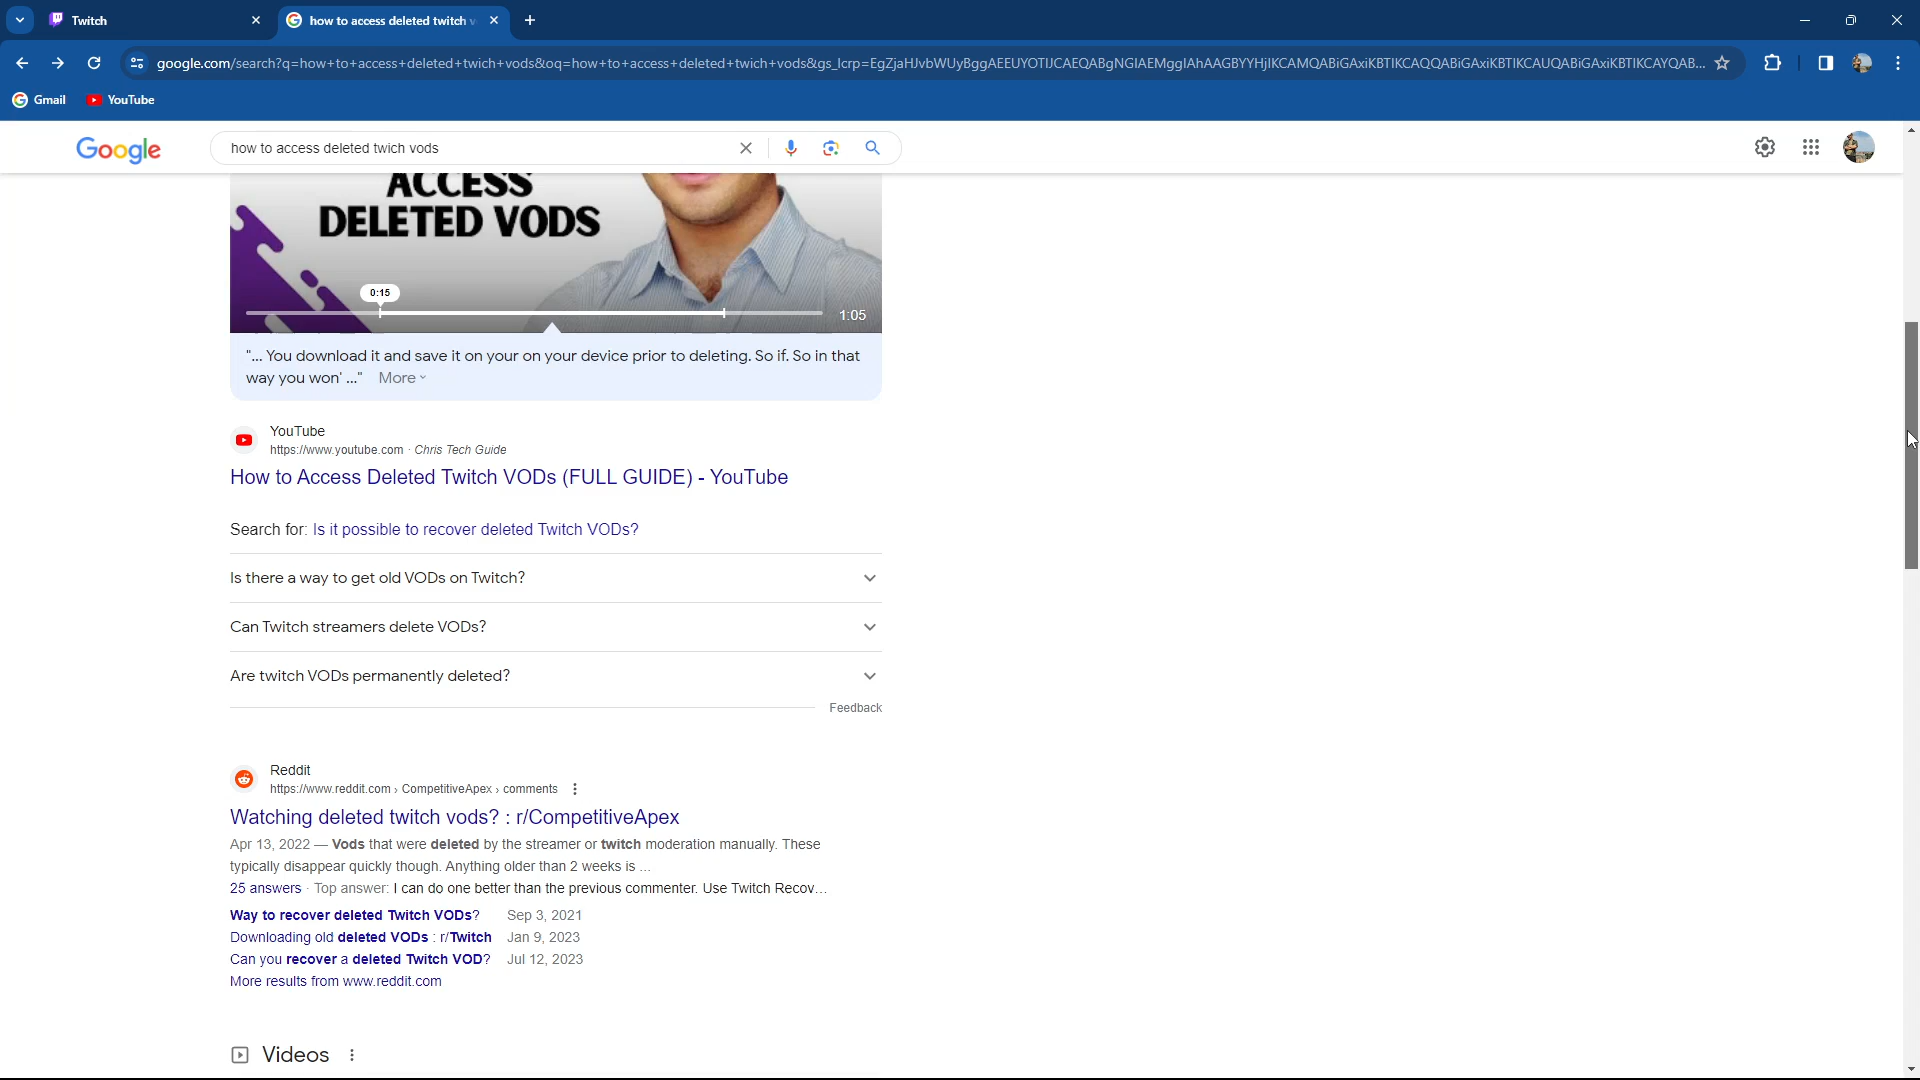 Twitch
how to access deleted twitch v
google.com/search?q=how+to+access+deleted+twich+vods&oq=how+to+access+deleted+twich+vods&gs_lcrp=EgZjaHJvbWUyBggAEEUYOTIJCAEQABgNGIAEMggIAhAAGBYYHjIKCAMQABiGAxiKBTIKCAQQABiGAxiKBTIKCAUQABiGAxiKBTIKCAYQAB...
Gmail
YouTube
Google
how to access deleted twich vods
ACCESS
DELETED VODS
0:15
1:05
"... You download it and save it on your on your device prior to deleting. So if. So in that
way you won' ..." More
YouTube
https://www.youtube.com · Chris Tech Guide
How to Access Deleted Twitch VODs (FULL GUIDE) - YouTube
Search for: Is it possible to recover deleted Twitch VODs?
Is there a way to get old VODs on Twitch?
Can Twitch streamers delete VODs?
Are twitch VODs permanently deleted?
Feedback
Reddit
https://www.reddit.com › CompetitiveApex › comments
Watching deleted twitch vods? : r/CompetitiveApex
Apr 13, 2022 — Vods that were deleted by the streamer or twitch moderation manually. These
typically disappear quickly though. Anything older than 2 weeks is ...
25 answers · Top answer: I can do one better than the previous commenter. Use Twitch Recov...
Way to recover deleted Twitch VODs? Sep 3, 2021
Downloading old deleted VODs : r/Twitch Jan 9, 2023
Can you recover a deleted Twitch VOD? Jul 12, 2023
More results from www.reddit.com
Videos